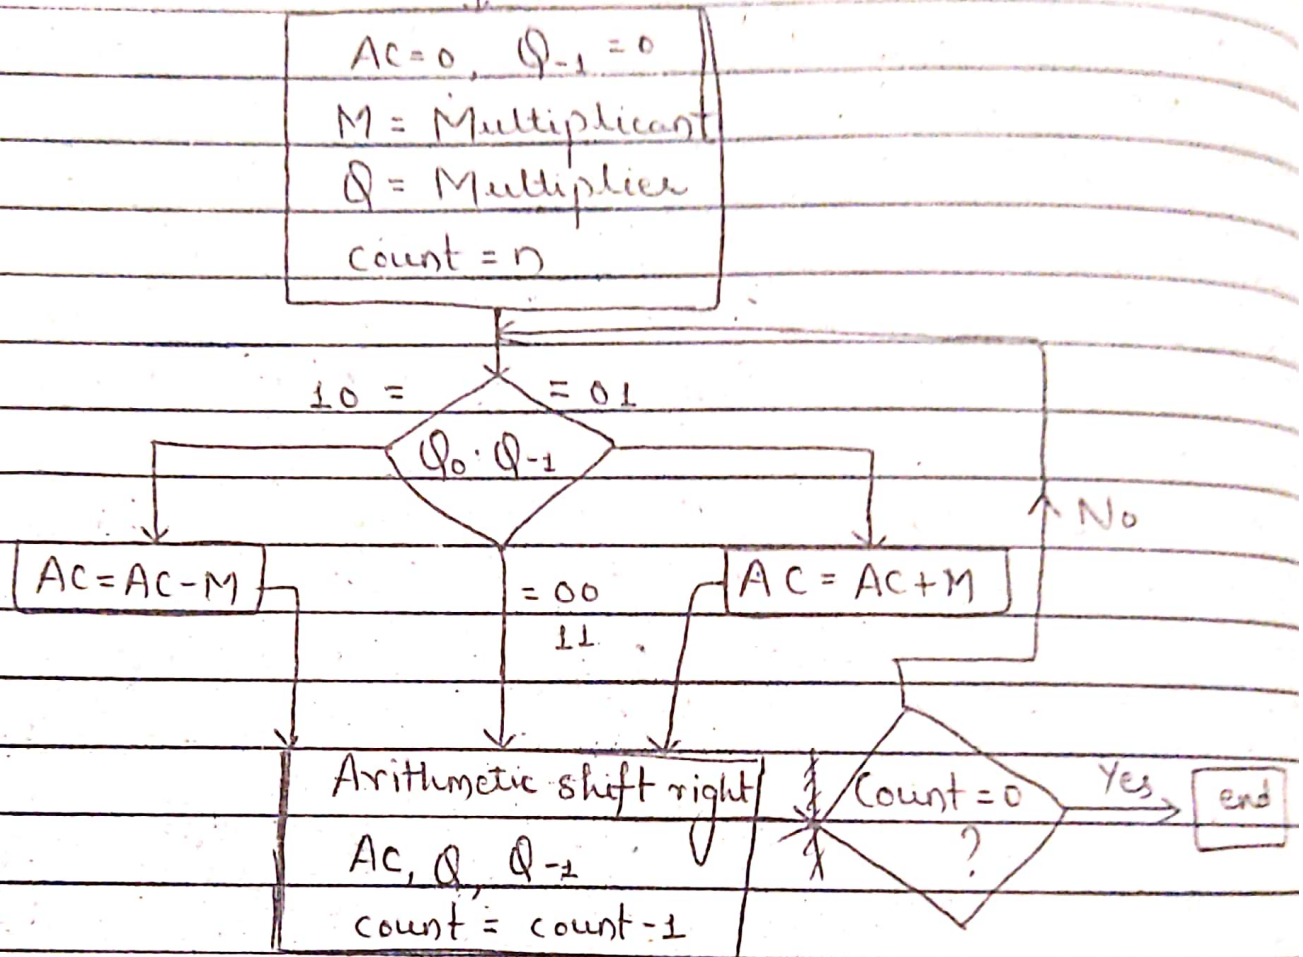 AC=0, Q-1 = 0
M = Multiplicant
Q = Multiplier
count = n
10 =
= 01
Q0 . Q-1
No
AC = AC - M
= 00
11
AC = AC + M
Arithmetic shift right
AC, Q, Q-1
count = count - 1
Count = 0
?
Yes
end